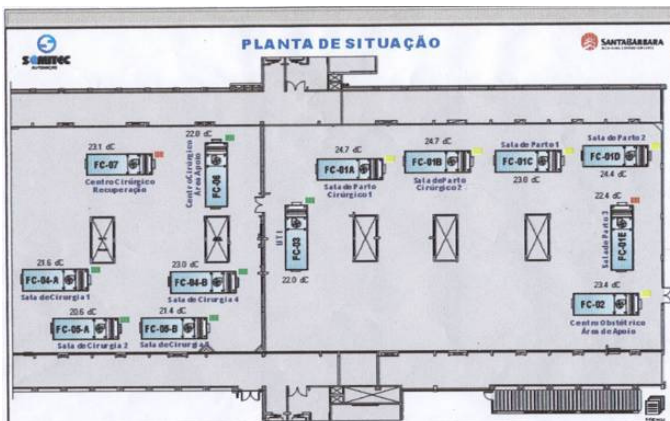 SOMITEC
AUTOMAÇÃO
PLANTA DE SITUAÇÃO
SANTABÁRBARA
23.1 dC
FC-07
Centro Cirúrgico
Recuperação
22.0 dC
Centro Cirúrgico
Área Apoio
FC-06
24.7 dC
FC-01A
Sala de Parto
Cirúrgico 1
24.7 dC
FC-01B
Sala de Parto
Cirúrgico 2
Sala de Parto 1
FC-01C
23.0 dC
Sala de Parto 2
FC-01D
24.4 dC
UTI
FC-03
22.0 dC
22.4 dC
Sala de Parto 3
FC-01E
21.6 dC
FC-04-A
Sala de Cirurgia 1
23.0 dC
FC-04-B
Sala de Cirurgia 4
20.6 dC
FC-05-A
Sala de Cirurgia 2
21.4 dC
FC-05-B
Sala de Cirurgia
23.4 dC
FC-02
Centro Obstétrico
Área de Apoio